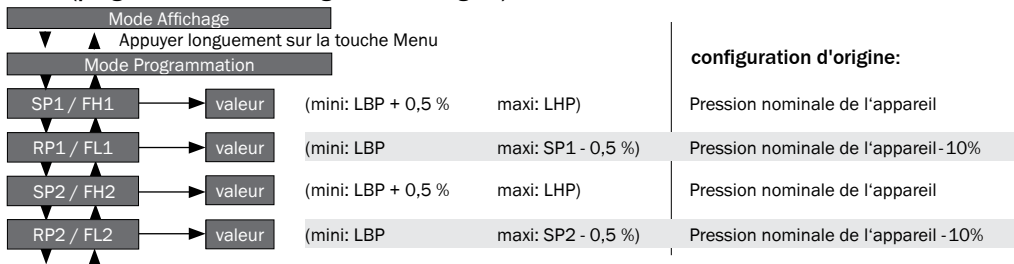 Mode Affichage
Appuyer longuement sur la touche Menu
Mode Programmation
configuration d'origine:
SP1 / FH1 valeur (mini: LBP + 0,5 % maxi: LHP) Pression nominale de l'appareil
RP1 / FL1 valeur (mini: LBP maxi: SP1 - 0,5 %) Pression nominale de l'appareil - 10%
SP2 / FH2 valeur (mini: LBP + 0,5 % maxi: LHP) Pression nominale de l'appareil
RP2 / FL2 valeur (mini: LBP maxi: SP2 - 0,5 %) Pression nominale de l'appareil - 10%